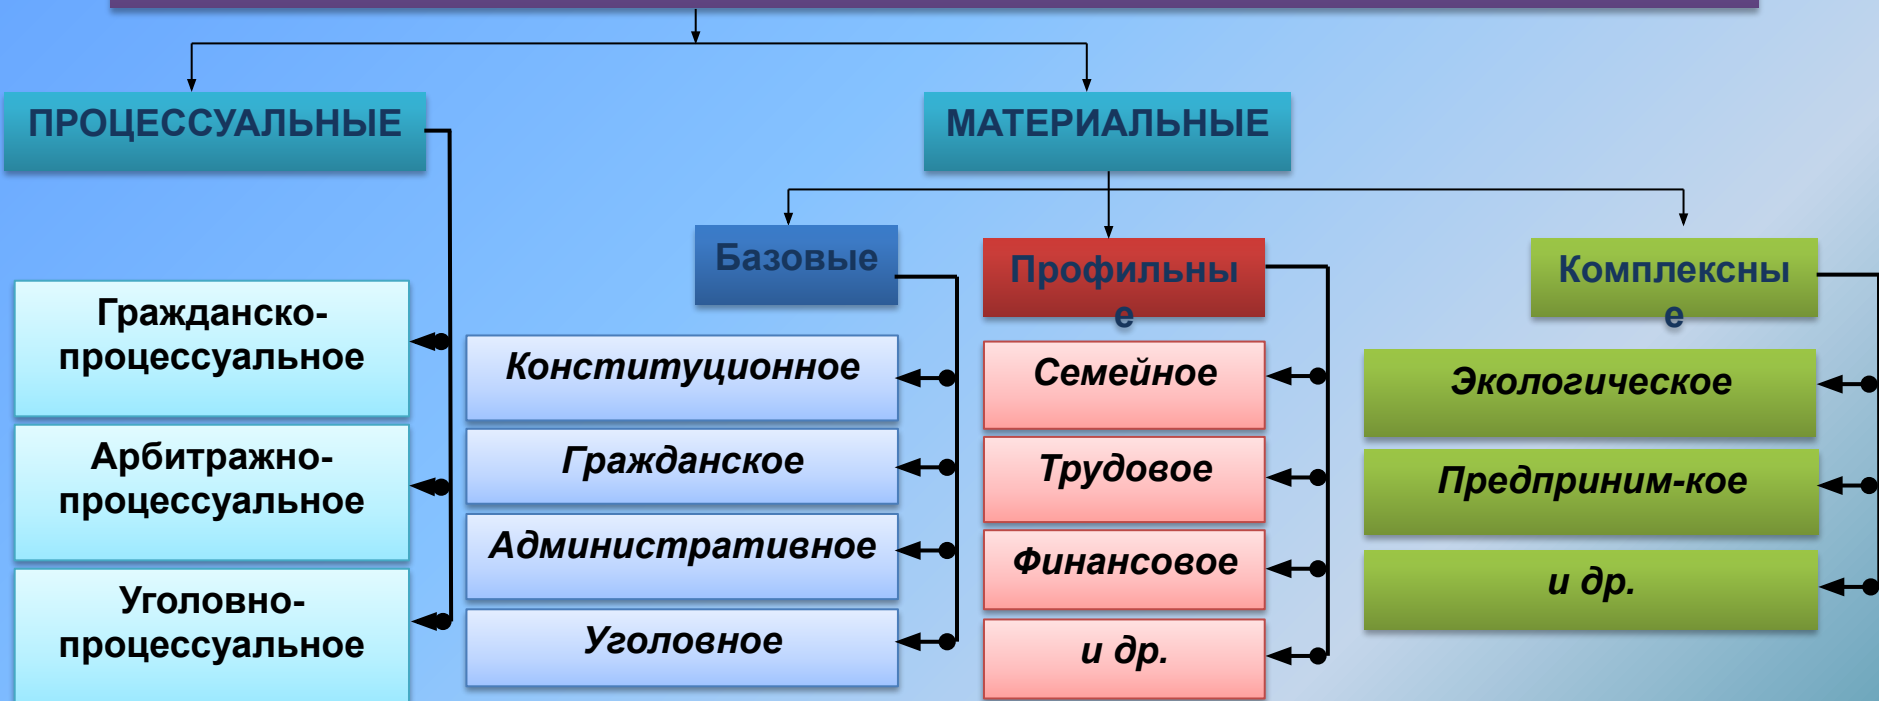 ПРОЦЕССУАЛЬНЫЕ
МАТЕРИАЛЬНЫЕ
Базовые
Профильны
е
Комплексны
е
Гражданско-
процессуальное
Арбитражно-
процессуальное
Уголовно-
процессуальное
Конституционное
Гражданское
Административное
Уголовное
Семейное
Трудовое
Финансовое
и др.
Экологическое
Предприним-кое
и др.